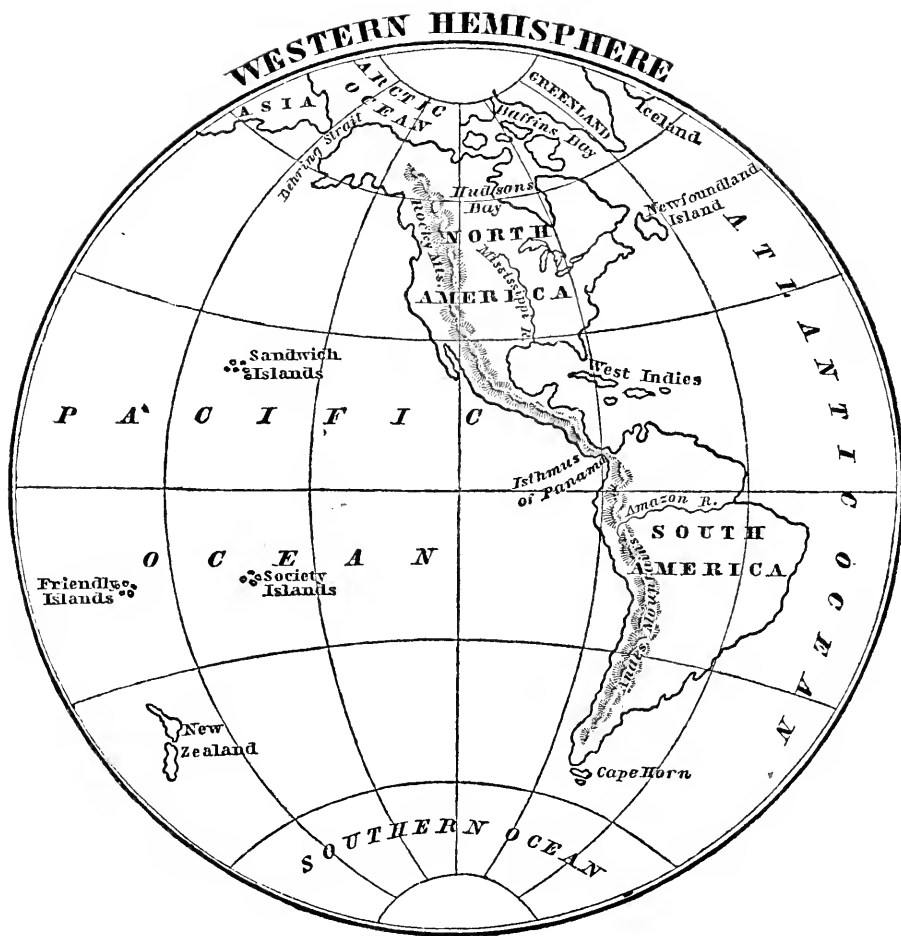 WESTERN HEMISPHERE
ASIA
ARCTIC
OCEAN
GREENLAND
Iceland
Baffins Bay
Behring Strait
Hudsons
Bay
Newfoundland
Island
Rocky Mts
NORTH
AMERICA
Mississippi R.
ATLANTIC OCEAN
Sandwich
Islands
West Indies
PACIFIC
OCEAN
Isthmus
of Panama
Amazon R.
SOUTH
AMERICA
Andes Mountains
Friendly
Islands
Society
Islands
New
Zealand
Cape Horn
SOUTHERN OCEAN